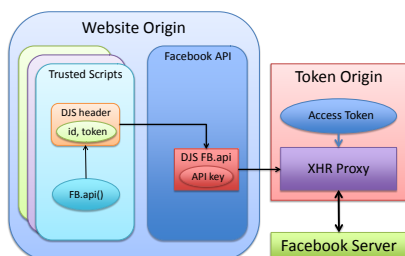 Website Origin
Facebook API
Trusted Scripts
DJS header
id, token
FB.api()
DJS FB.api
API key
Token Origin
Access Token
XHR Proxy
Facebook Server